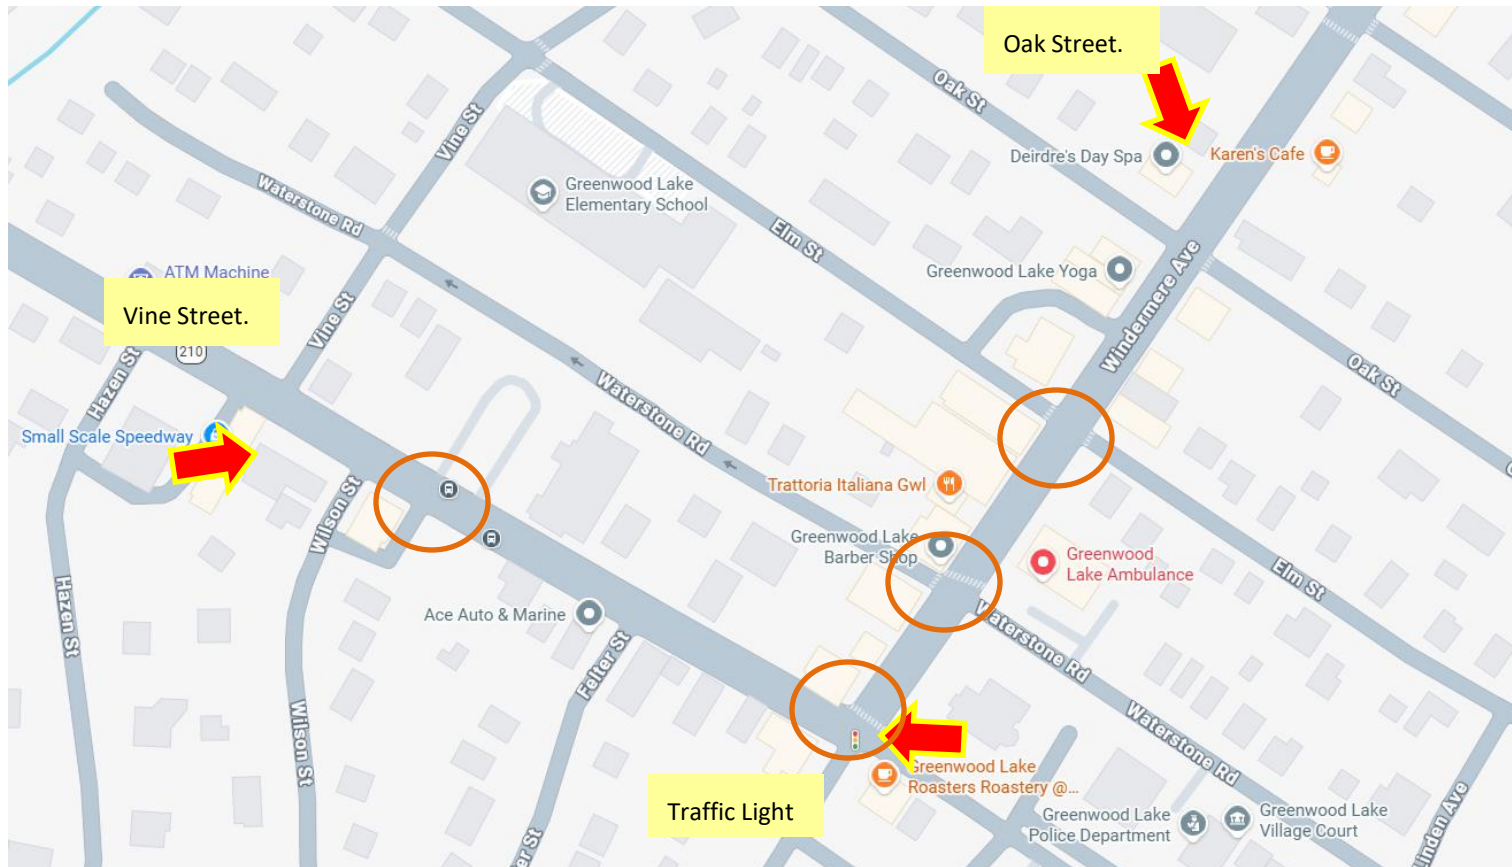 Oak Street.
Oak St
Vine St
Deirdre's Day Spa
Karen's Cafe
Greenwood Lake
Elementary School
Waterstone Rd
Elm St
Greenwood Lake Yoga
ATM Machine
Windermere Ave
Vine Street.
Vine St
210
Hazen St
Oak St
Waterstone Rd
Small Scale Speedway
Trattoria Italiana Gwl
Wilson St
Greenwood Lake
Barber Shop
Greenwood
Lake Ambulance
Elm St
Hazen St
Ace Auto & Marine
Waterstone Rd
Felter St
Wilson St
Waterstone Rd
Greenwood Lake
Roasters Roastery @...
Traffic Light
Greenwood Lake
Police Department
Greenwood Lake
Village Court